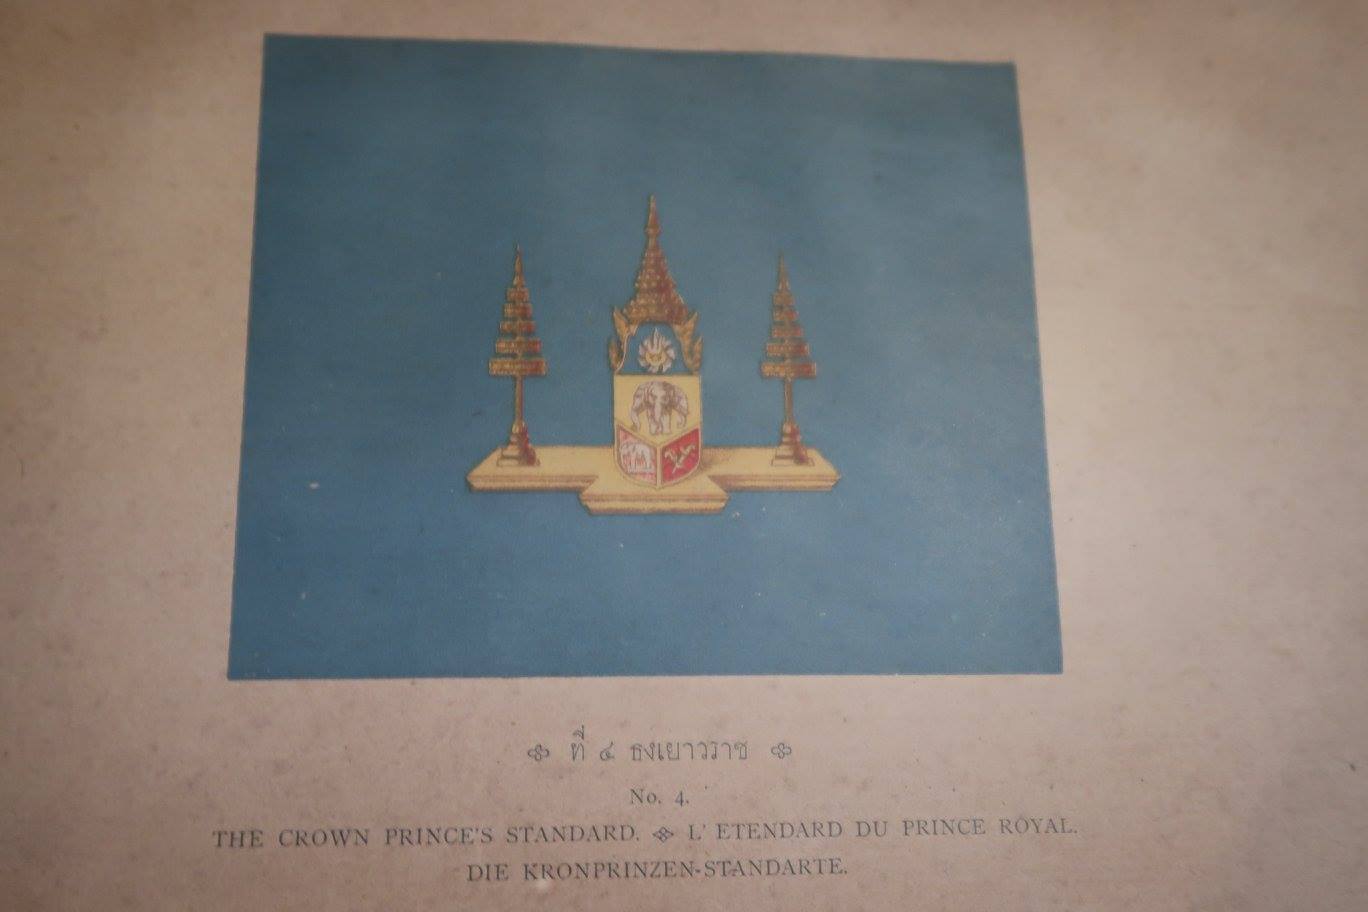 ที่ ๔ ธงเยาวราช
No. 4.
THE CROWN PRINCE'S STANDARD. L' ETENDARD DU PRINCE ROYAL.
DIE KRONPRINZEN-STANDARTE.